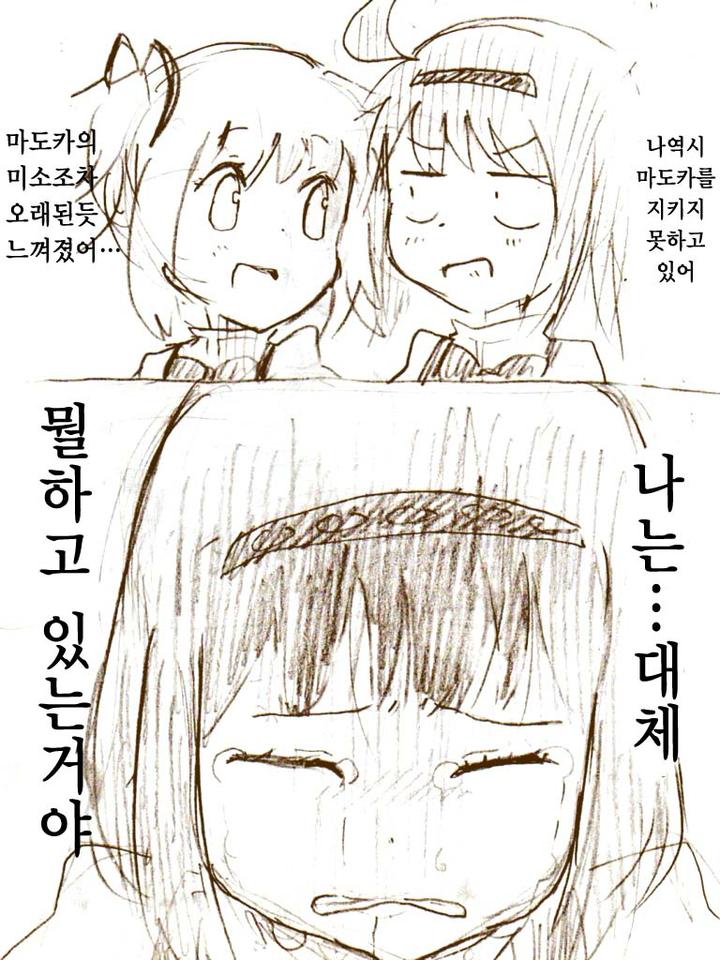 나역시
마도카를
지키지
못하고
있어
마도카의
미소조차
오래된듯
느껴졌어…
나는…대체
뭘하고 있는거야